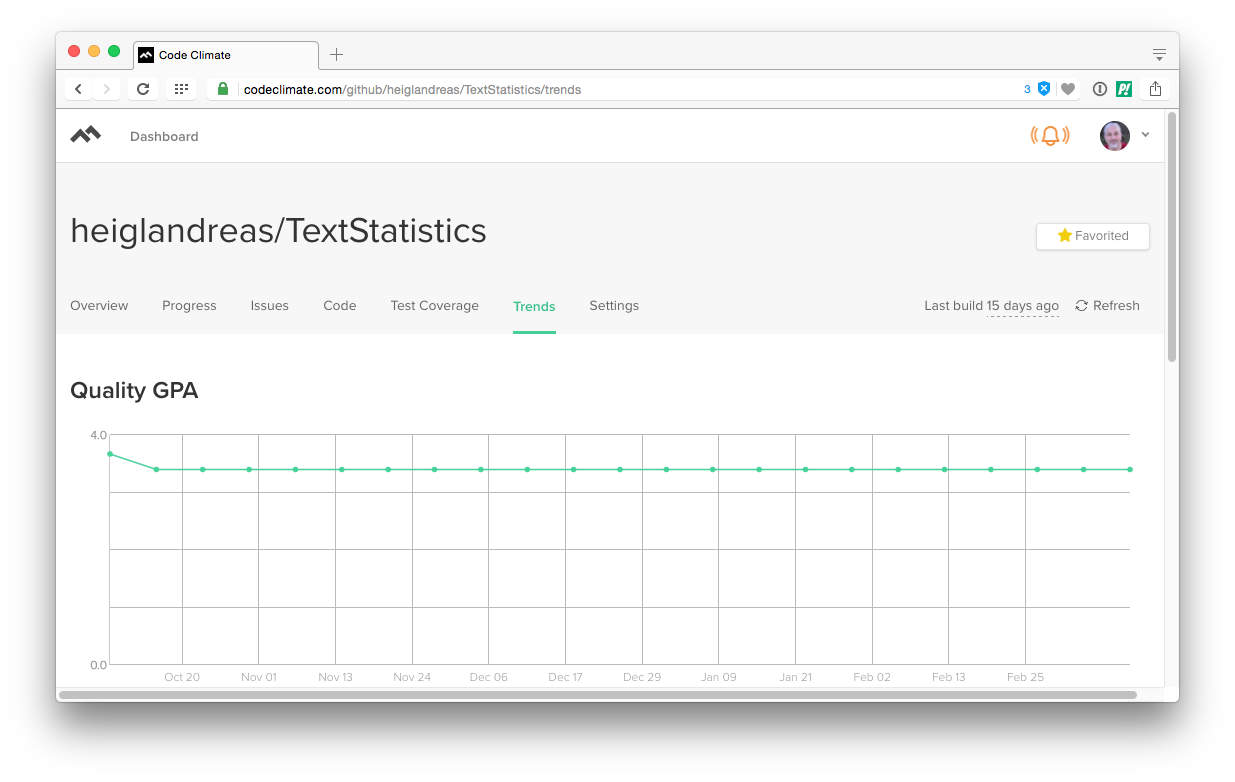 Code Climate
codeclimate.com/github/heiglandreas/TextStatistics/trends 3
Dashboard
heiglandreas/TextStatistics
Favorited
Overview Progress Issues Code Test Coverage Trends Settings Last build 15 days ago Refresh
Quality GPA
4.0
0.0
Oct 20 Nov 01 Nov 13 Nov 24 Dec 06 Dec 17 Dec 29 Jan 09 Jan 21 Feb 02 Feb 13 Feb 25